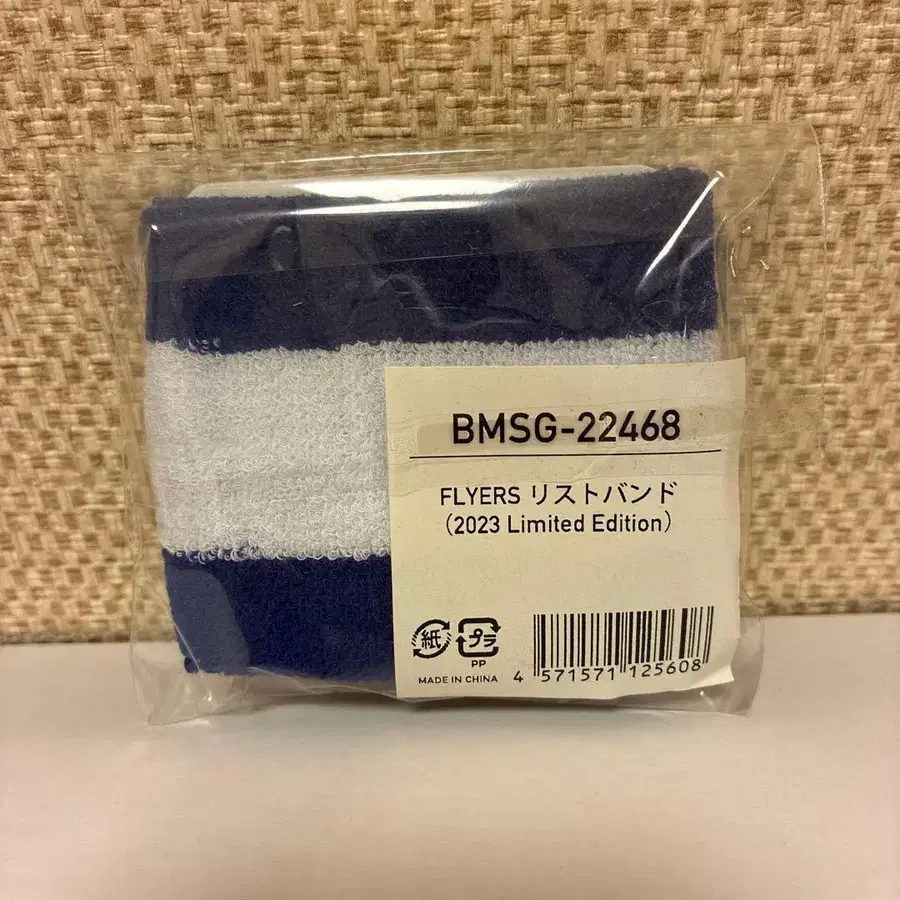 BMSG-22468
FLYERS リストバンド
（2023 Limited Edition）
紙 プラ
PP
MADE IN CHINA
4 571571 125608